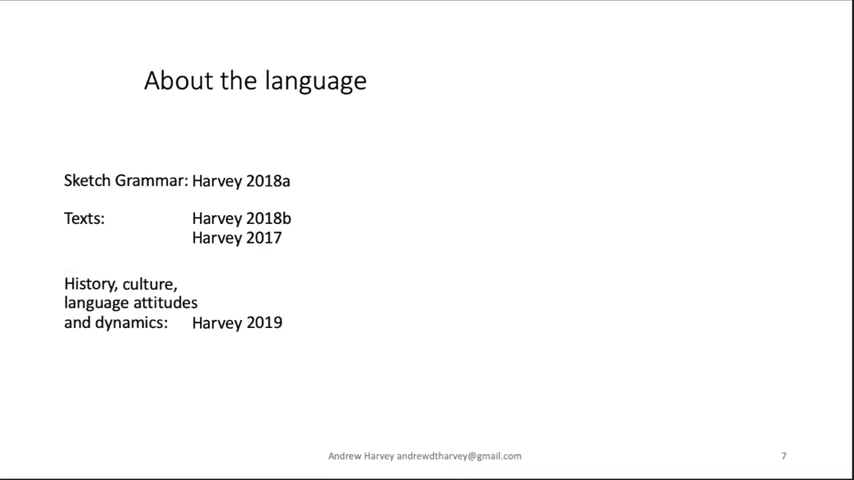 About the language
Sketch Grammar: Harvey 2018a
Texts: Harvey 2018b
Harvey 2017
History, culture,
language attitudes
and dynamics: Harvey 2019
Andrew Harvey andrewdtharvey@gmail.com 7